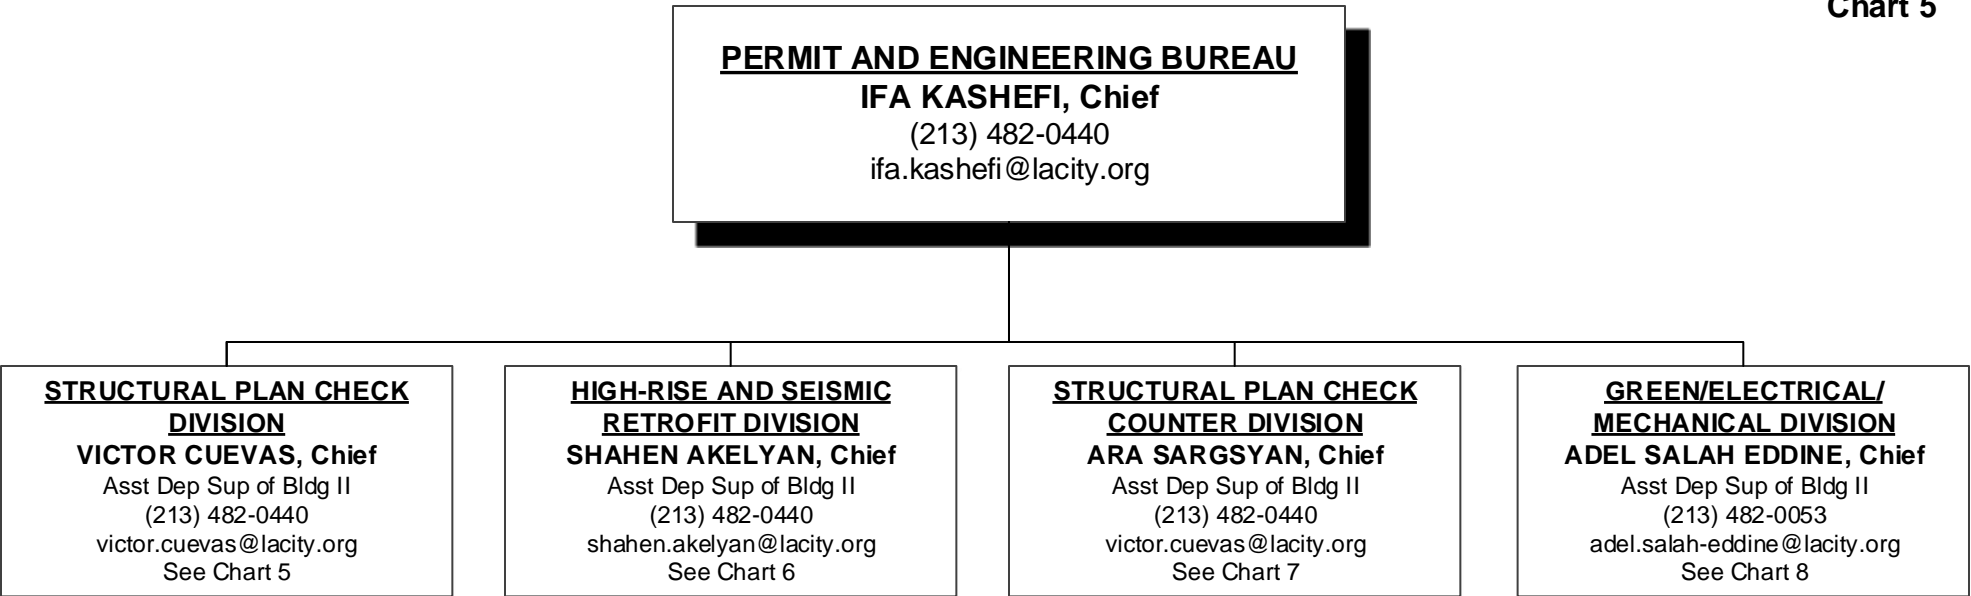 Chart 5
PERMIT AND ENGINEERING BUREAU
IFA KASHEFI, Chief
(213) 482-0440
ifa.kashefi@lacity.org
STRUCTURAL PLAN CHECK
DIVISION
VICTOR CUEVAS, Chief
Asst Dep Sup of Bldg II
(213) 482-0440
victor.cuevas@lacity.org
See Chart 5
HIGH-RISE AND SEISMIC
RETROFIT DIVISION
SHAHEN AKELYAN, Chief
Asst Dep Sup of Bldg II
(213) 482-0440
shahen.akelyan@lacity.org
See Chart 6
STRUCTURAL PLAN CHECK
COUNTER DIVISION
ARA SARGSYAN, Chief
Asst Dep Sup of Bldg II
(213) 482-0440
victor.cuevas@lacity.org
See Chart 7
GREEN/ELECTRICAL/
MECHANICAL DIVISION
ADEL SALAH EDDINE, Chief
Asst Dep Sup of Bldg II
(213) 482-0053
adel.salah-eddine@lacity.org
See Chart 8